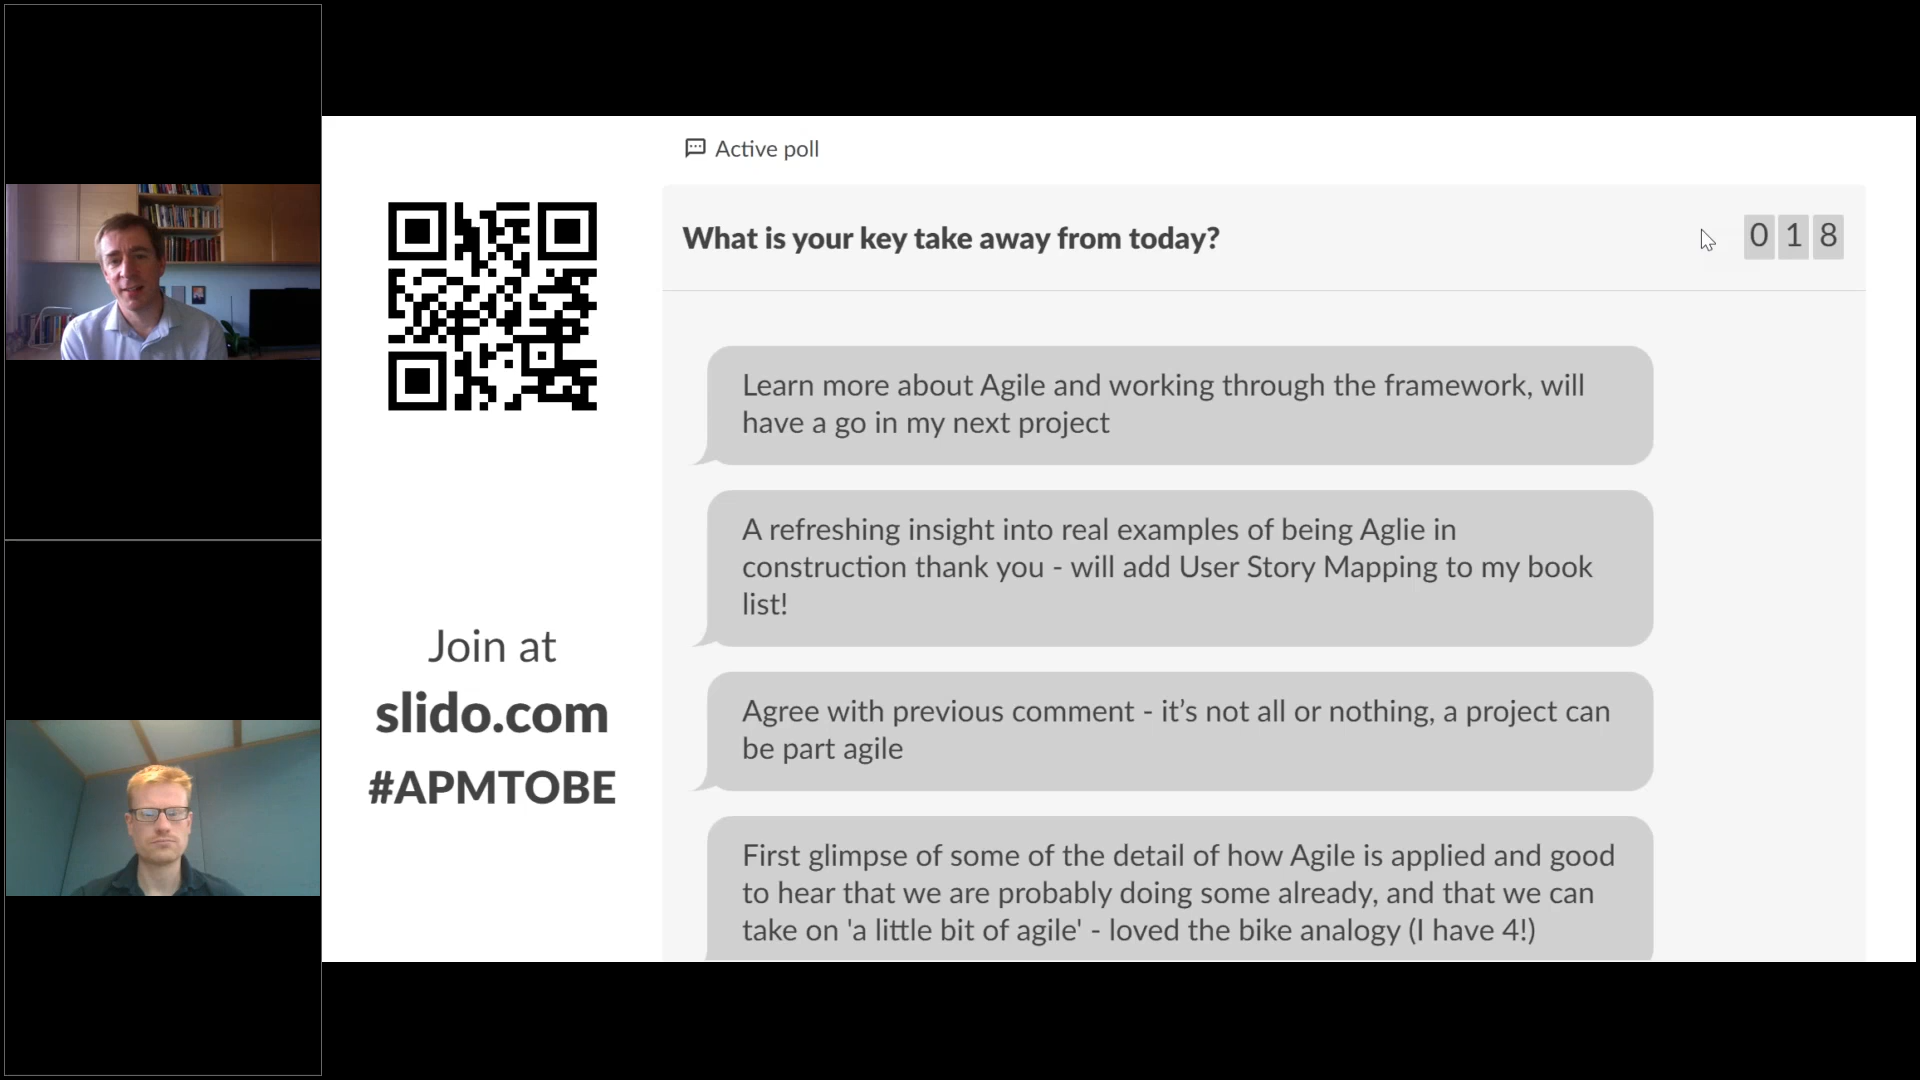 Active poll
What is your key take away from today?
018
Learn more about Agile and working through the framework, will
have a go in my next project
A refreshing insight into real examples of being Aglie in
construction thank you - will add User Story Mapping to my book
list!
Agree with previous comment - it’s not all or nothing, a project can
be part agile
First glimpse of some of the detail of how Agile is applied and good
to hear that we are probably doing some already, and that we can
take on 'a little bit of agile' - loved the bike analogy (I have 4!)
Join at
slido.com
#APMTOBE